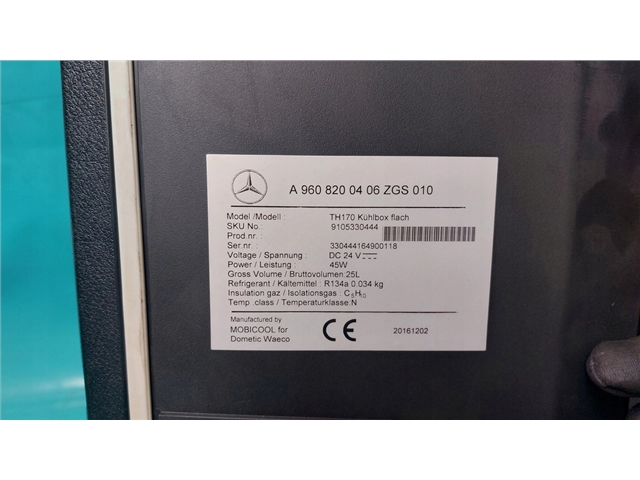 A 960 820 04 06 ZGS 010
Model /Modell : TH170 Kühlbox flach
SKU No. : 9105330444
Prod.nr. :
Ser.nr. : 330444164900118
Voltage / Spannung : DC 24 V
Power / Leistung : 45W
Gross Volume / Bruttovolumen:25L
Refrigerant / Kältemittel : R134a 0.034 kg
Insulation gaz / Isolationsgas : C₅H₁₀
Temp .class / Temperaturklasse:N
Manufactured by
MOBICOOL for
Dometic Waeco
CE
20161202